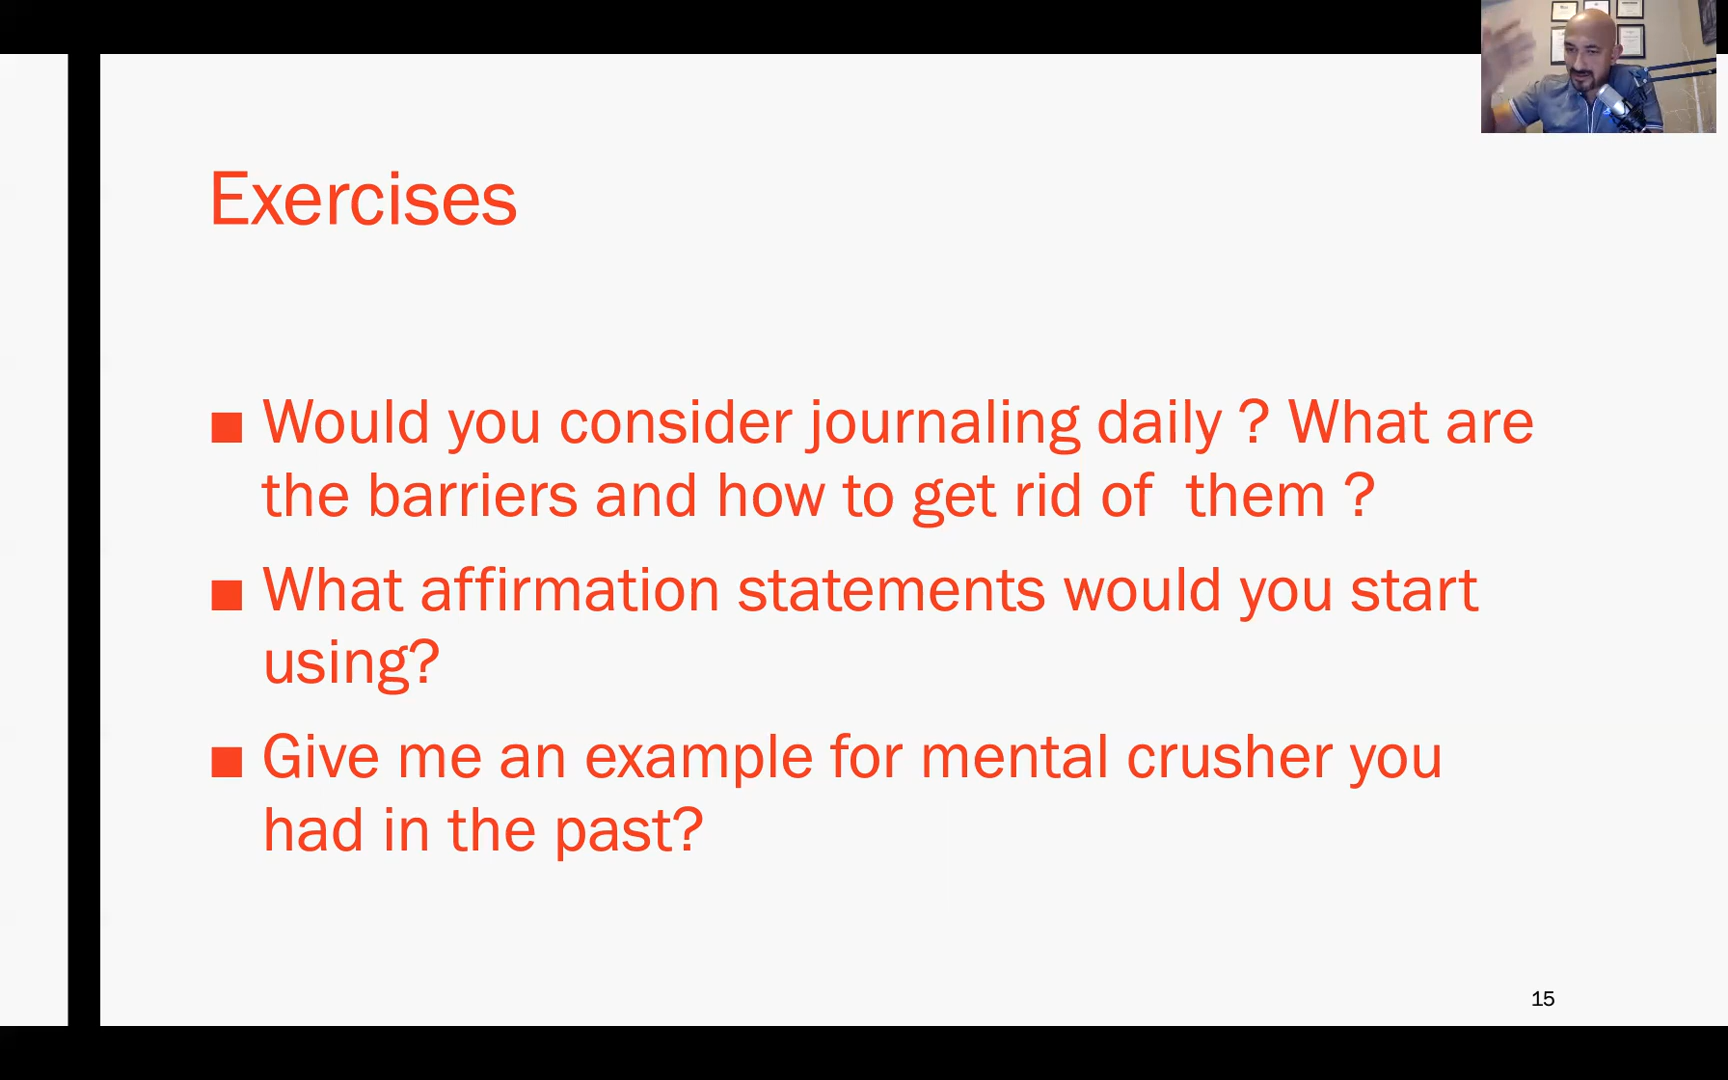 Exercises
■ Would you consider journaling daily ? What are
the barriers and how to get rid of  them ?
■ What affirmation statements would you start
using?
■ Give me an example for mental crusher you
had in the past?
15